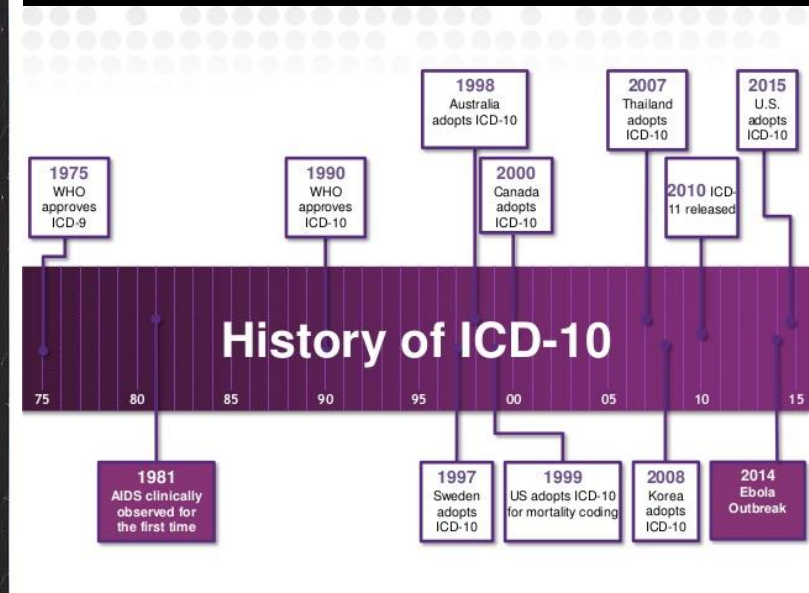 1998
Australia
adopts ICD-10
2007
Thailand
adopts
ICD-10
2015
U.S.
adopts
ICD-10
1975
WHO
approves
ICD-9
1990
WHO
approves
ICD-10
2000
Canada
adopts
ICD-10
2010 ICD-
11 released
History of ICD-10
75 80 85 90 95 00 05 10 15
1981
AIDS clinically
observed for
the first time
1997
Sweden
adopts
ICD-10
1999
US adopts ICD-10
for mortality coding
2008
Korea
adopts
ICD-10
2014
Ebola
Outbreak